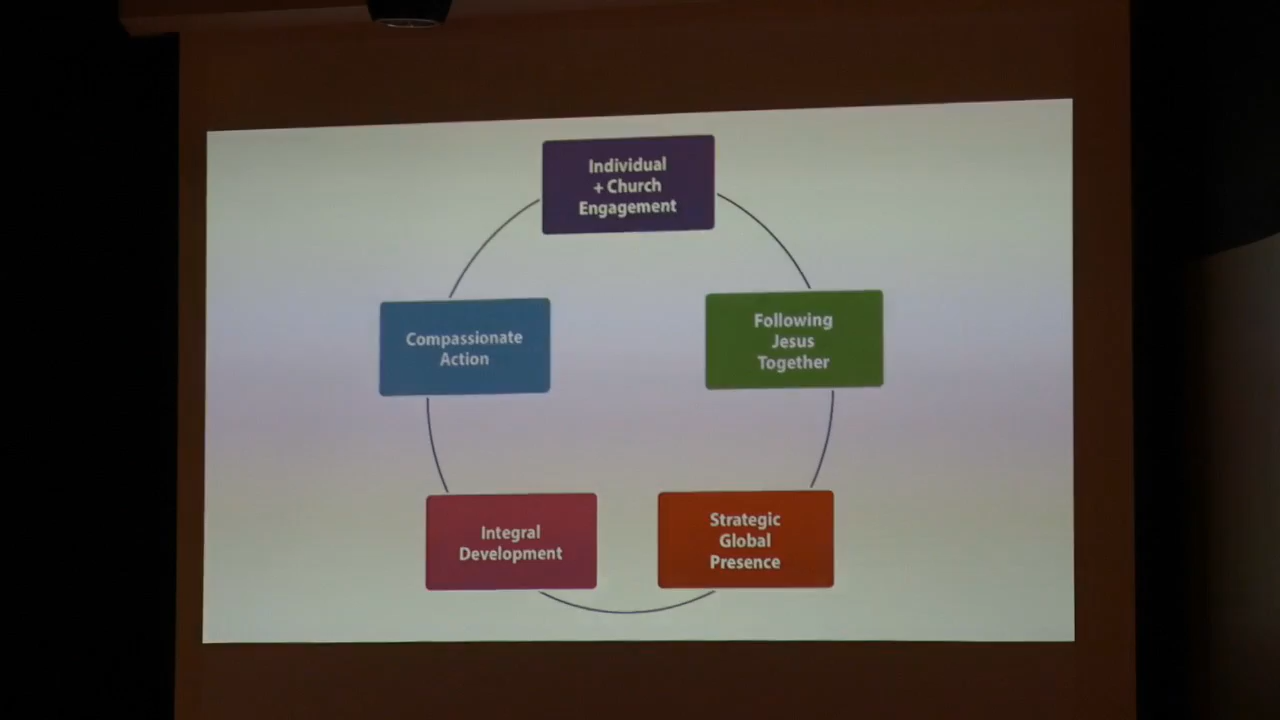 Individual
+ Church
Engagement
Compassionate
Action
Following
Jesus
Together
Integral
Development
Strategic
Global
Presence